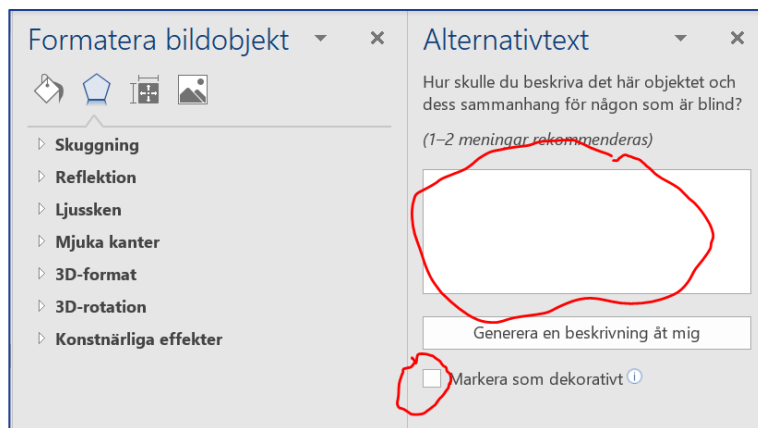 Formatera bildobjekt
Skuggning
Reflektion
Ljussken
Mjuka kanter
3D-format
3D-rotation
Konstnärliga effekter
Alternativtext
Hur skulle du beskriva det här objektet och
dess sammanhang för någon som är blind?
(1–2 meningar rekommenderas)
Generera en beskrivning åt mig
Markera som dekorativt